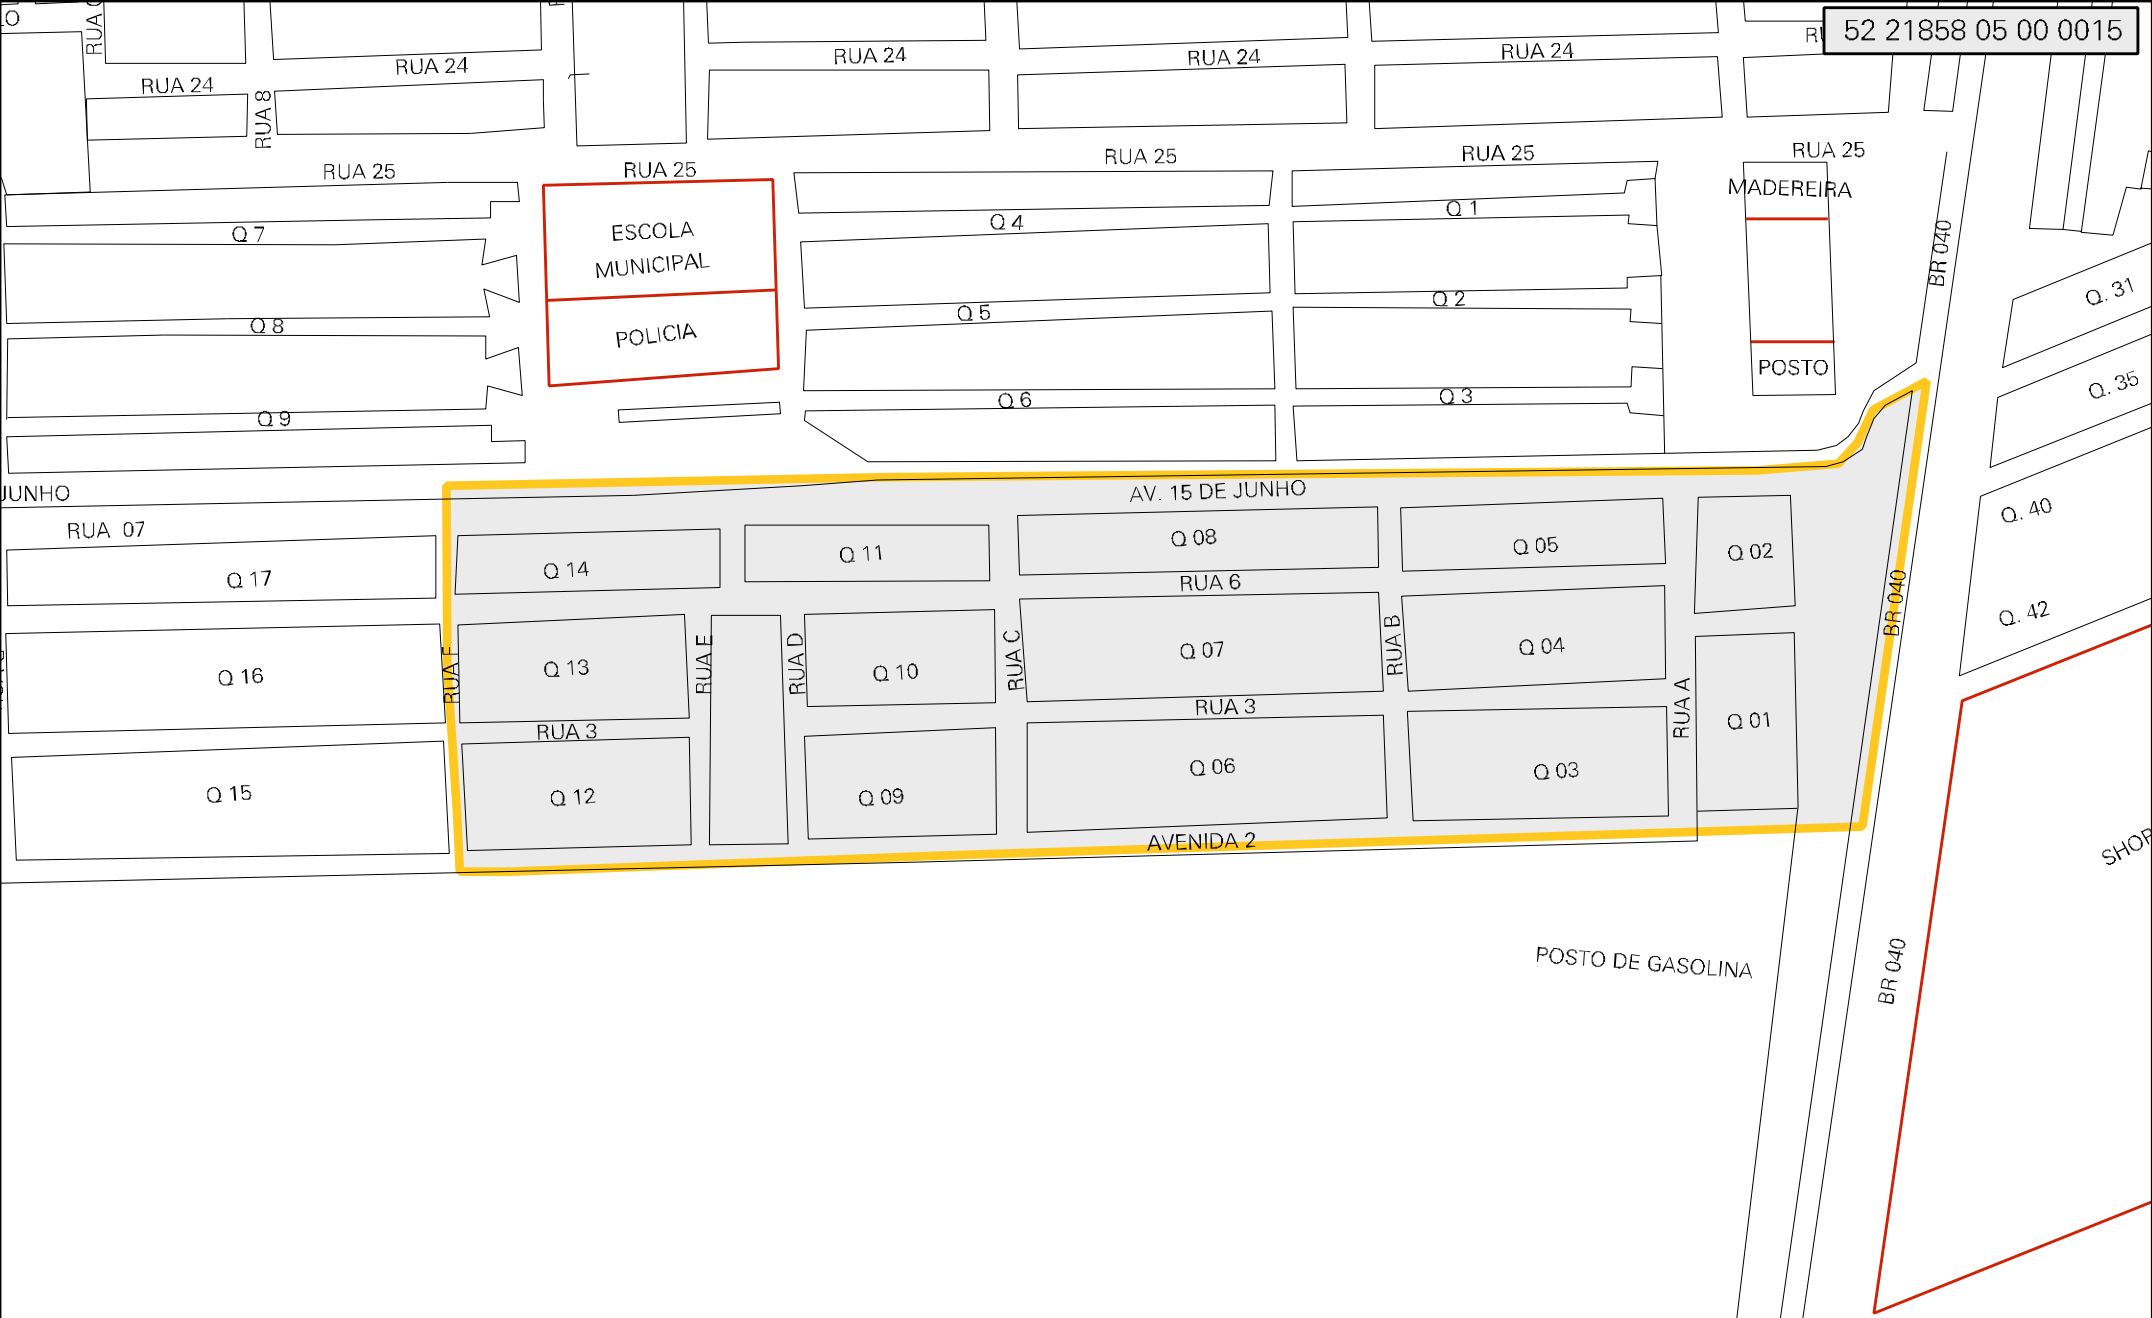 52 21858 05 00 0015
RUA 24
RUA 24
RUA 24
RUA 24
RUA 24
RUA 8
RUA 25
RUA 25
RUA 25
RUA 25
RUA 25
MADEREIRA
Q 7
ESCOLA
MUNICIPAL
Q 4
Q 1
BR 040
Q. 31
Q 8
POLICIA
Q 5
Q 2
POSTO
Q. 35
Q 9
Q 6
Q 3
JUNHO
AV. 15 DE JUNHO
Q. 40
RUA 07
Q 17
Q 14
Q 11
Q 08
Q 05
Q 02
RUA 6
BR 040
Q. 42
Q 16
RUA F
Q 13
RUA E
RUA D
Q 10
RUA C
Q 07
RUA B
Q 04
RUA A
RUA 3
RUA 3
Q 01
Q 15
Q 12
Q 09
Q 06
Q 03
AVENIDA 2
POSTO DE GASOLINA
BR 040